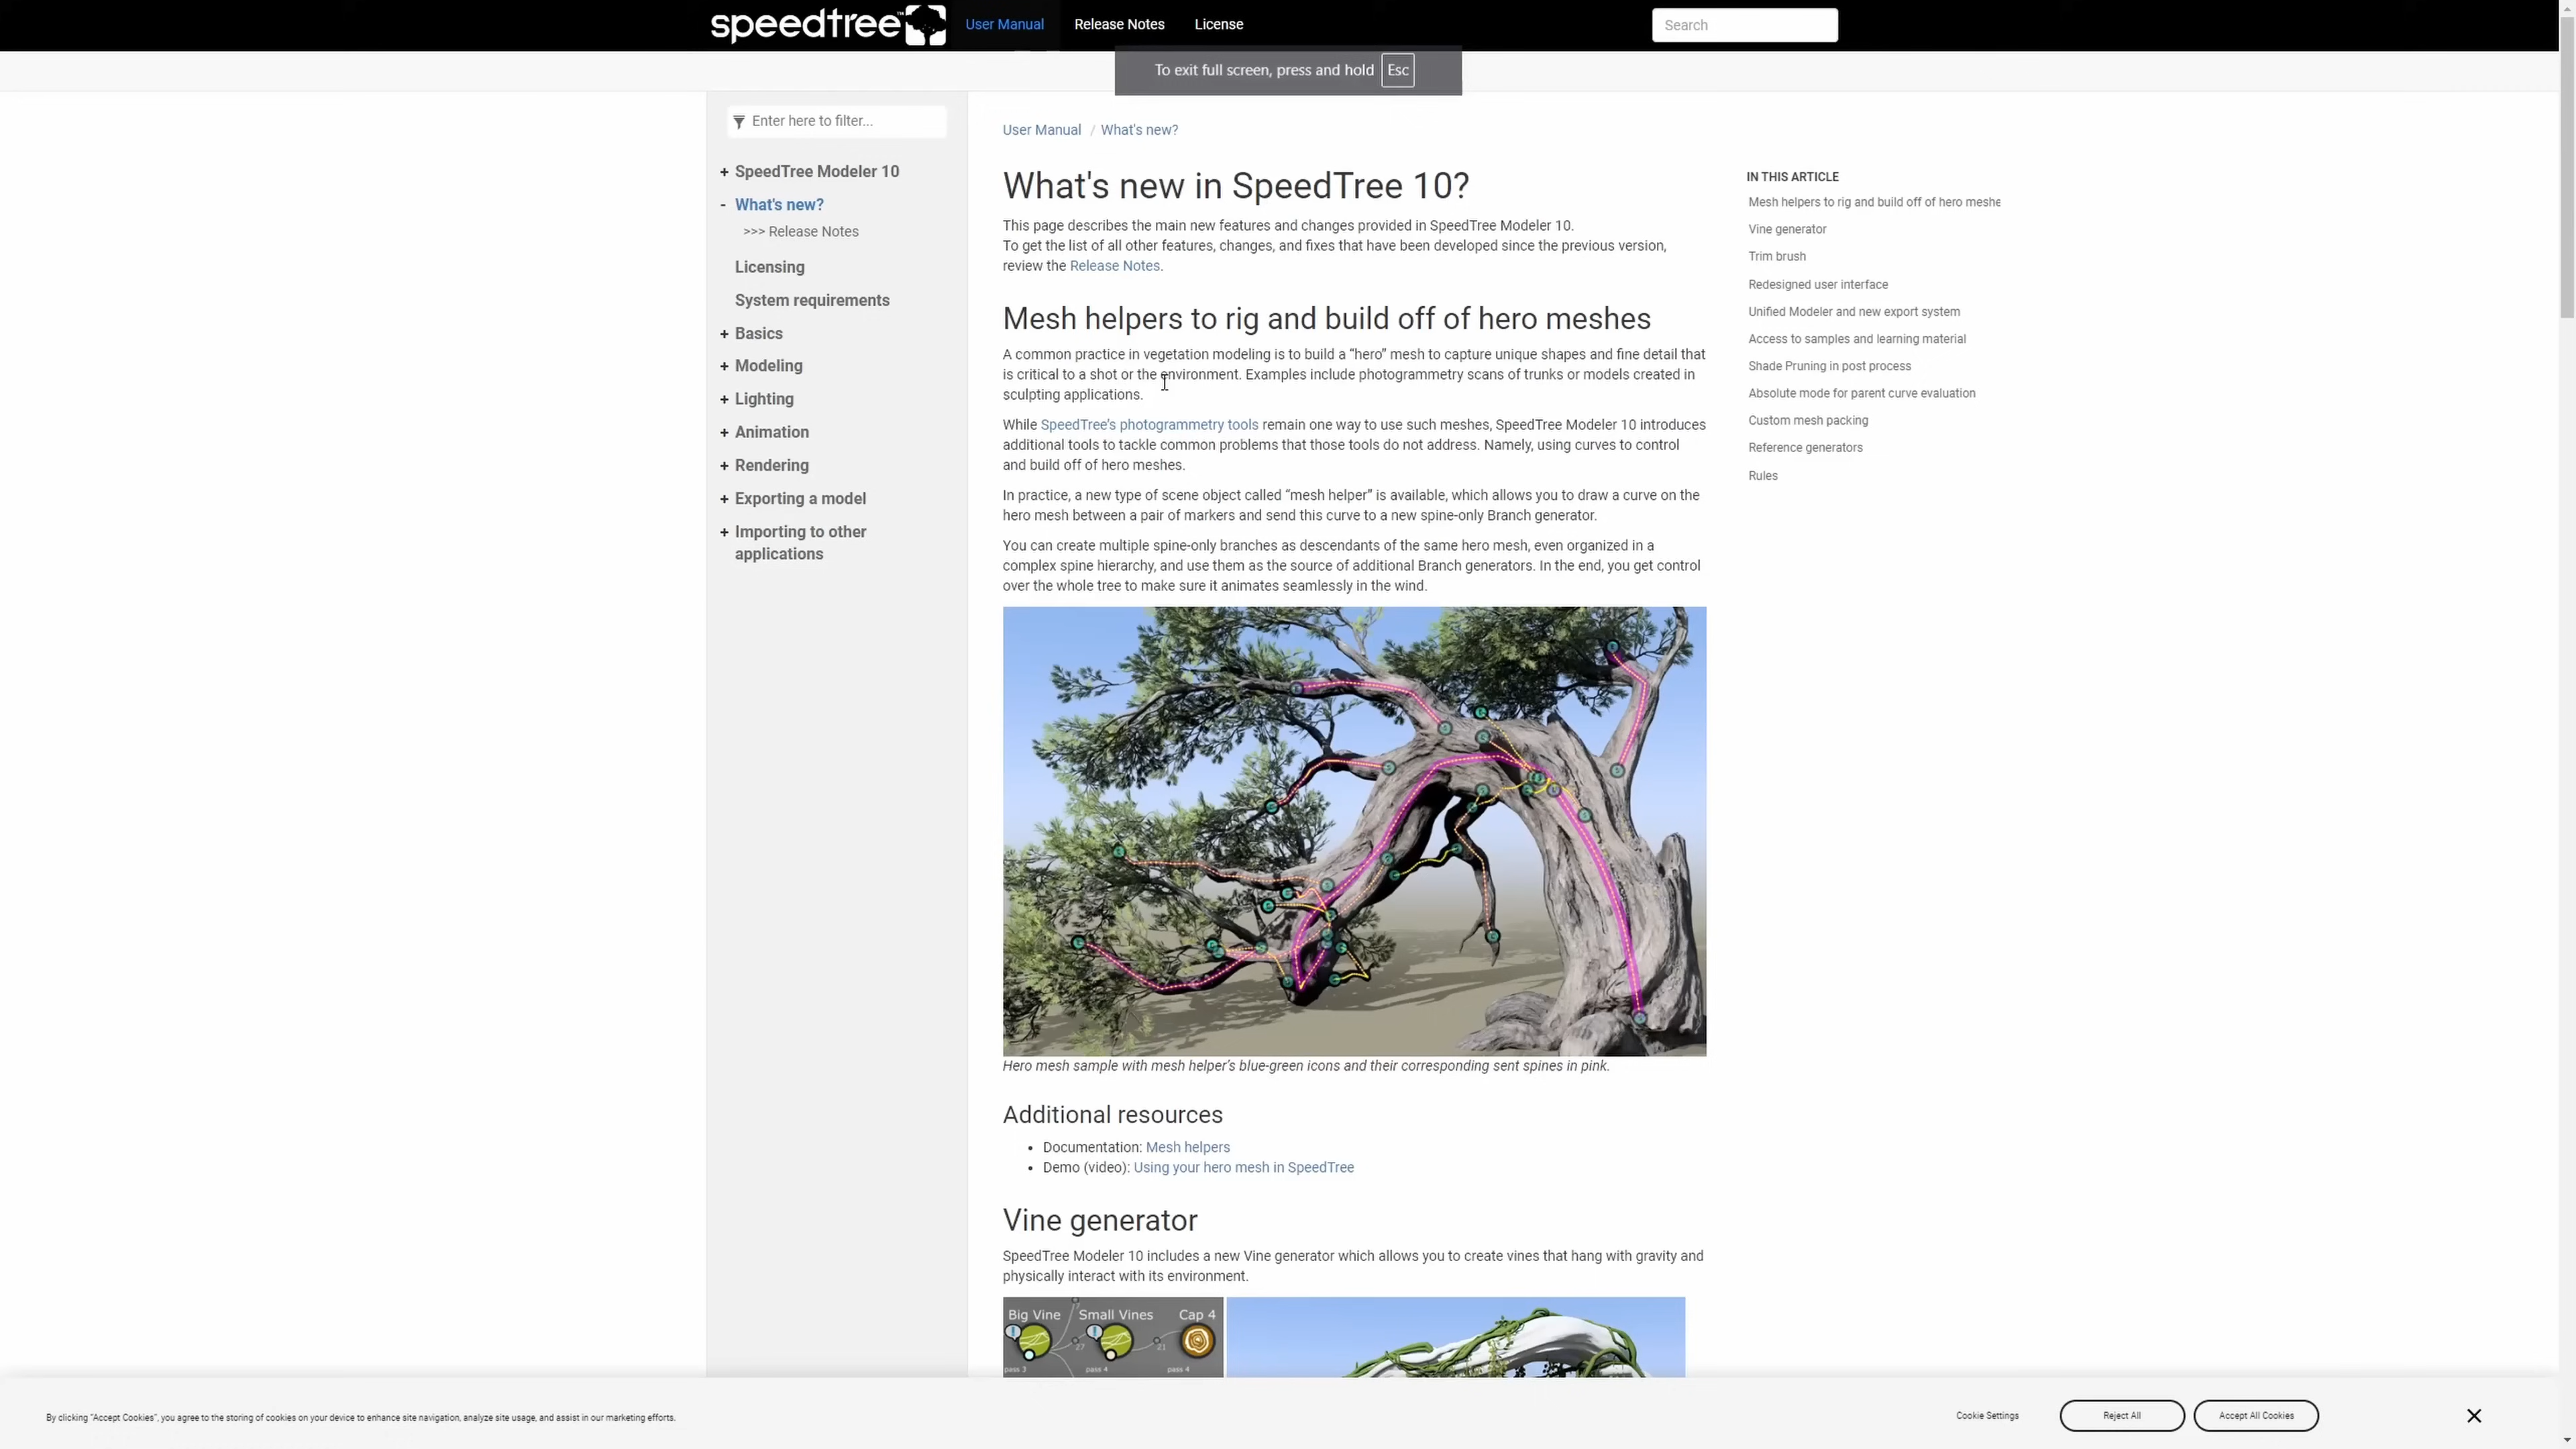 speedtree™
User Manual
Release Notes
License
Search
To exit full screen, press and hold Esc
Enter here to filter...
+ SpeedTree Modeler 10
- What's new?
>>> Release Notes
Licensing
System requirements
+ Basics
+ Modeling
+ Lighting
+ Animation
+ Rendering
+ Exporting a model
+ Importing to other
applications
User Manual / What's new?
What's new in SpeedTree 10?
This page describes the main new features and changes provided in SpeedTree Modeler 10.
To get the list of all other features, changes, and fixes that have been developed since the previous version,
review the Release Notes.
Mesh helpers to rig and build off of hero meshes
A common practice in vegetation modeling is to build a “hero” mesh to capture unique shapes and fine detail that
is critical to a shot or the environment. Examples include photogrammetry scans of trunks or models created in
sculpting applications.
While SpeedTree's photogrammetry tools remain one way to use such meshes, SpeedTree Modeler 10 introduces
additional tools to tackle common problems that those tools do not address. Namely, using curves to control
and build off of hero meshes.
In practice, a new type of scene object called “mesh helper” is available, which allows you to draw a curve on the
hero mesh between a pair of markers and send this curve to a new spine-only Branch generator.
You can create multiple spine-only branches as descendants of the same hero mesh, even organized in a
complex spine hierarchy, and use them as the source of additional Branch generators. In the end, you get control
over the whole tree to make sure it animates seamlessly in the wind.
Hero mesh sample with mesh helper's blue-green icons and their corresponding sent spines in pink.
Additional resources
• Documentation: Mesh helpers
• Demo (video): Using your hero mesh in SpeedTree
Vine generator
SpeedTree Modeler 10 includes a new Vine generator which allows you to create vines that hang with gravity and
physically interact with its environment.
Big Vine Small Vines Cap 4
27 21
pass 3 pass 4 pass 4
IN THIS ARTICLE
Mesh helpers to rig and build off of hero meshe
Vine generator
Trim brush
Redesigned user interface
Unified Modeler and new export system
Access to samples and learning material
Shade Pruning in post process
Absolute mode for parent curve evaluation
Custom mesh packing
Reference generators
Rules
By clicking “Accept Cookies”, you agree to the storing of cookies on your device to enhance site navigation, analyze site usage, and assist in our marketing efforts.
Cookie Settings
Reject All
Accept All Cookies